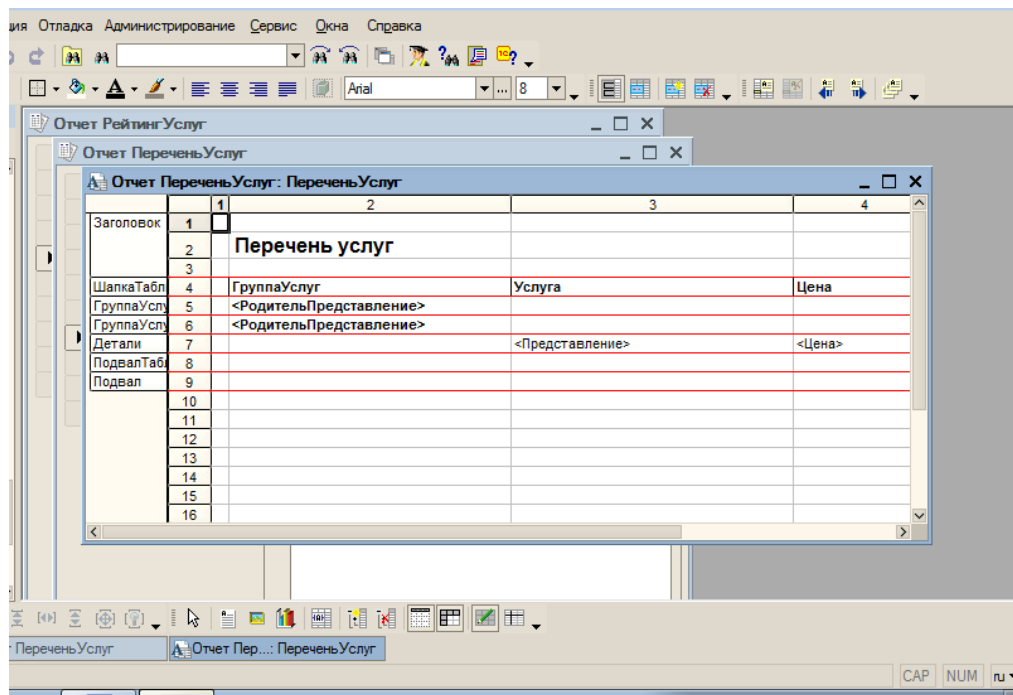 ция Отладка Администрирование Сервис Окна Справка
Arial 8
Отчет РейтингУслуг
Отчет ПереченьУслуг
Отчет ПереченьУслуг: ПереченьУслуг
1 2 3 4
Заголовок 1
2 Перечень услуг
3
ШапкаТабл 4 ГруппаУслуг Услуга Цена
ГруппаУслу 5 <РодительПредставление>
ГруппаУслу 6 <РодительПредставление>
Детали 7 <Представление> <Цена>
ПодвалТабл 8
Подвал 9
10
11
12
13
14
15
16
ПереченьУслуг Отчет Пер...: ПереченьУслуг
CAP NUM ru